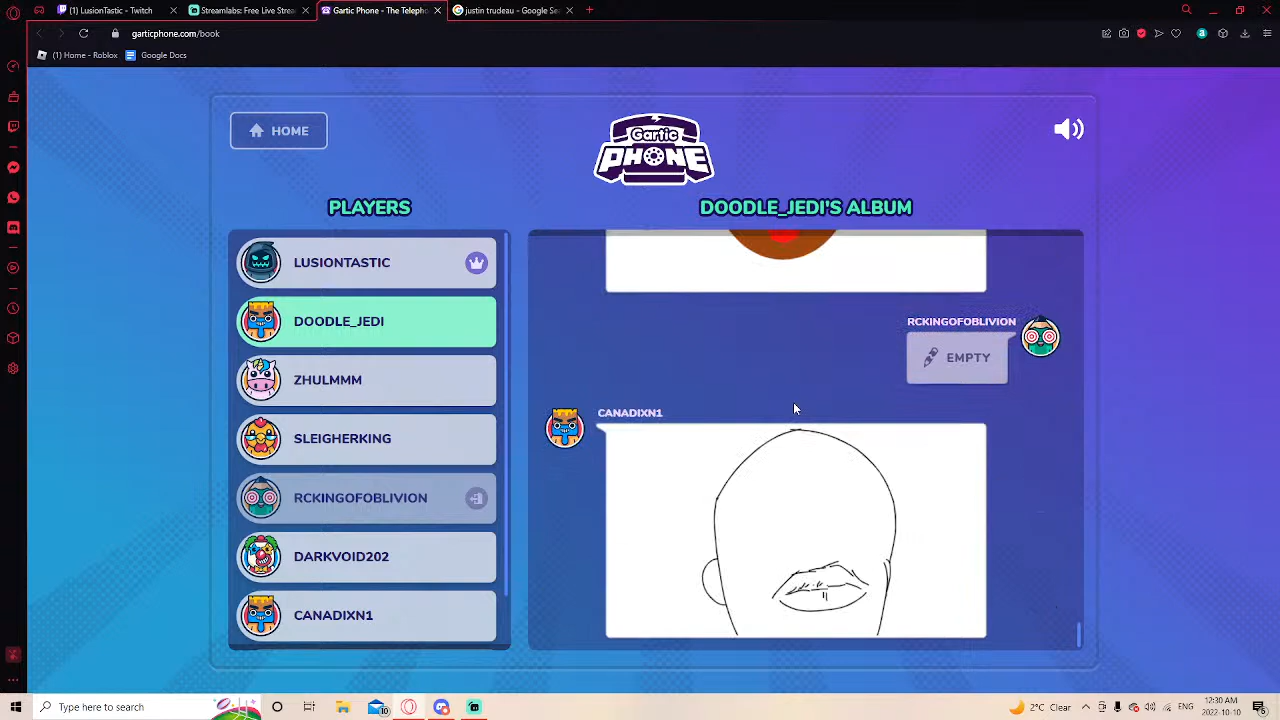 (1) LusionTastic - Twitch
Streamlabs: Free Live Strea
Gartic Phone - The Teleph
justin trudeau - Google Se
garticphone.com/book
(1) Home - Roblox
Google Docs
HOME
Gartic
PHONE
PLAYERS
DOODLE_JEDI'S ALBUM
LUSIONTASTIC
DOODLE_JEDI
ZHULMMM
SLEIGHERKING
RCKINGOFOBLIVION
DARKVOID202
CANADIXN1
RCKINGOFOBLIVION
EMPTY
CANADIXN1
Type here to search
10
2°C Clear
12:30 AM
2022-10-10